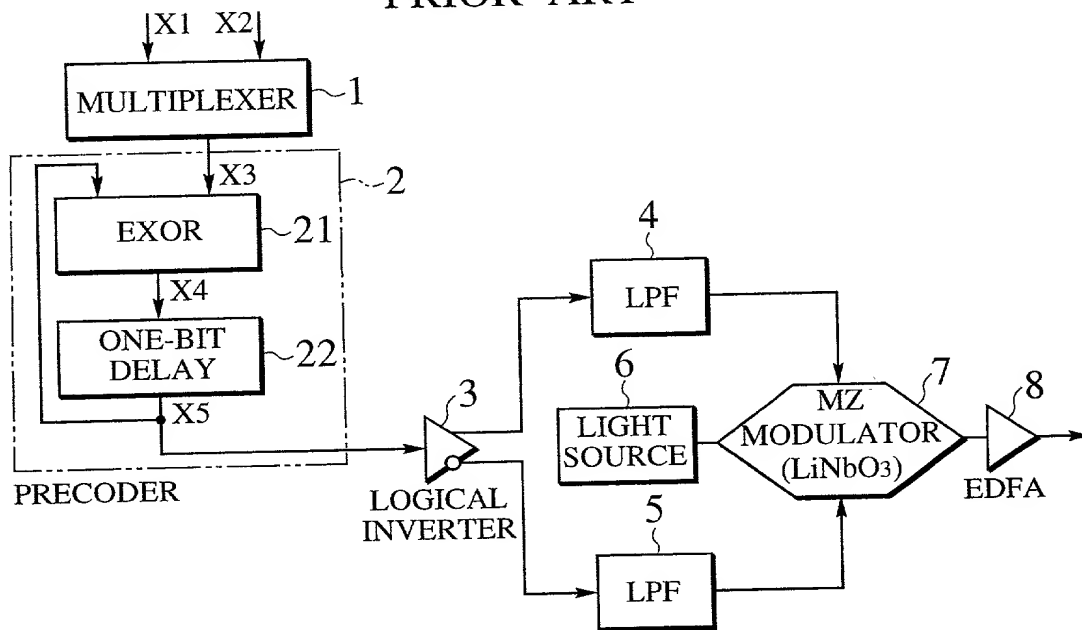 PRIOR ART
X1 X2
MULTIPLEXER
1
X3
2
EXOR
21
X4
ONE-BIT
DELAY
22
X5
PRECODER
3
LOGICAL
INVERTER
4
LPF
6
LIGHT
SOURCE
7
MZ
MODULATOR
(LiNbO3)
8
EDFA
5
LPF